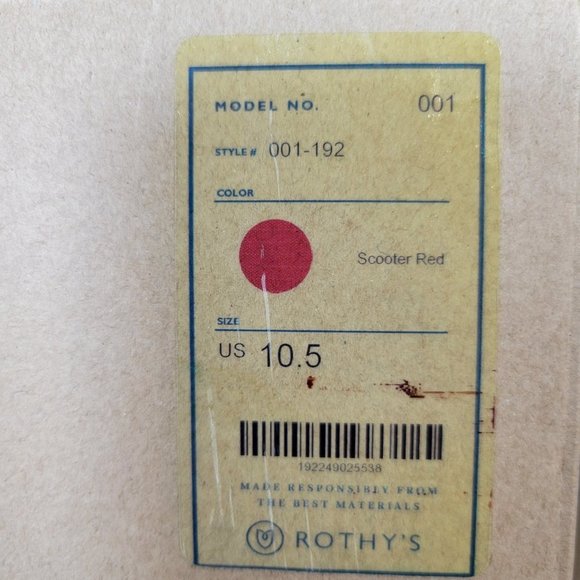 MODEL NO. 001
STYLE # 001-192
COLOR
Scooter Red
SIZE
US 10.5
192249025538
MADE RESPONSIBLY FROM
THE BEST MATERIALS
ROTHY'S